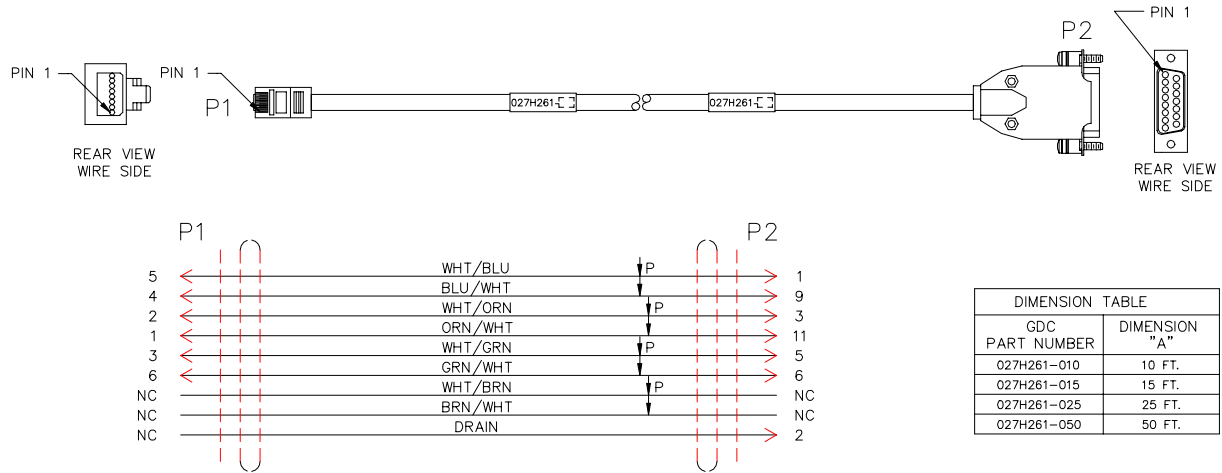 PIN 1
P2
PIN 1
PIN 1
P1
027H261-
027H261-
REAR VIEW
WIRE SIDE
REAR VIEW
WIRE SIDE
P1
P2
5 WHT/BLU P 1
4 BLU/WHT 9
2 WHT/ORN P 3
1 ORN/WHT 11
3 WHT/GRN P 5
6 GRN/WHT 6
NC WHT/BRN P NC
NC BRN/WHT NC
NC DRAIN 2
DIMENSION TABLE
GDC PART NUMBER DIMENSION "A"
027H261-010 10 FT.
027H261-015 15 FT.
027H261-025 25 FT.
027H261-050 50 FT.